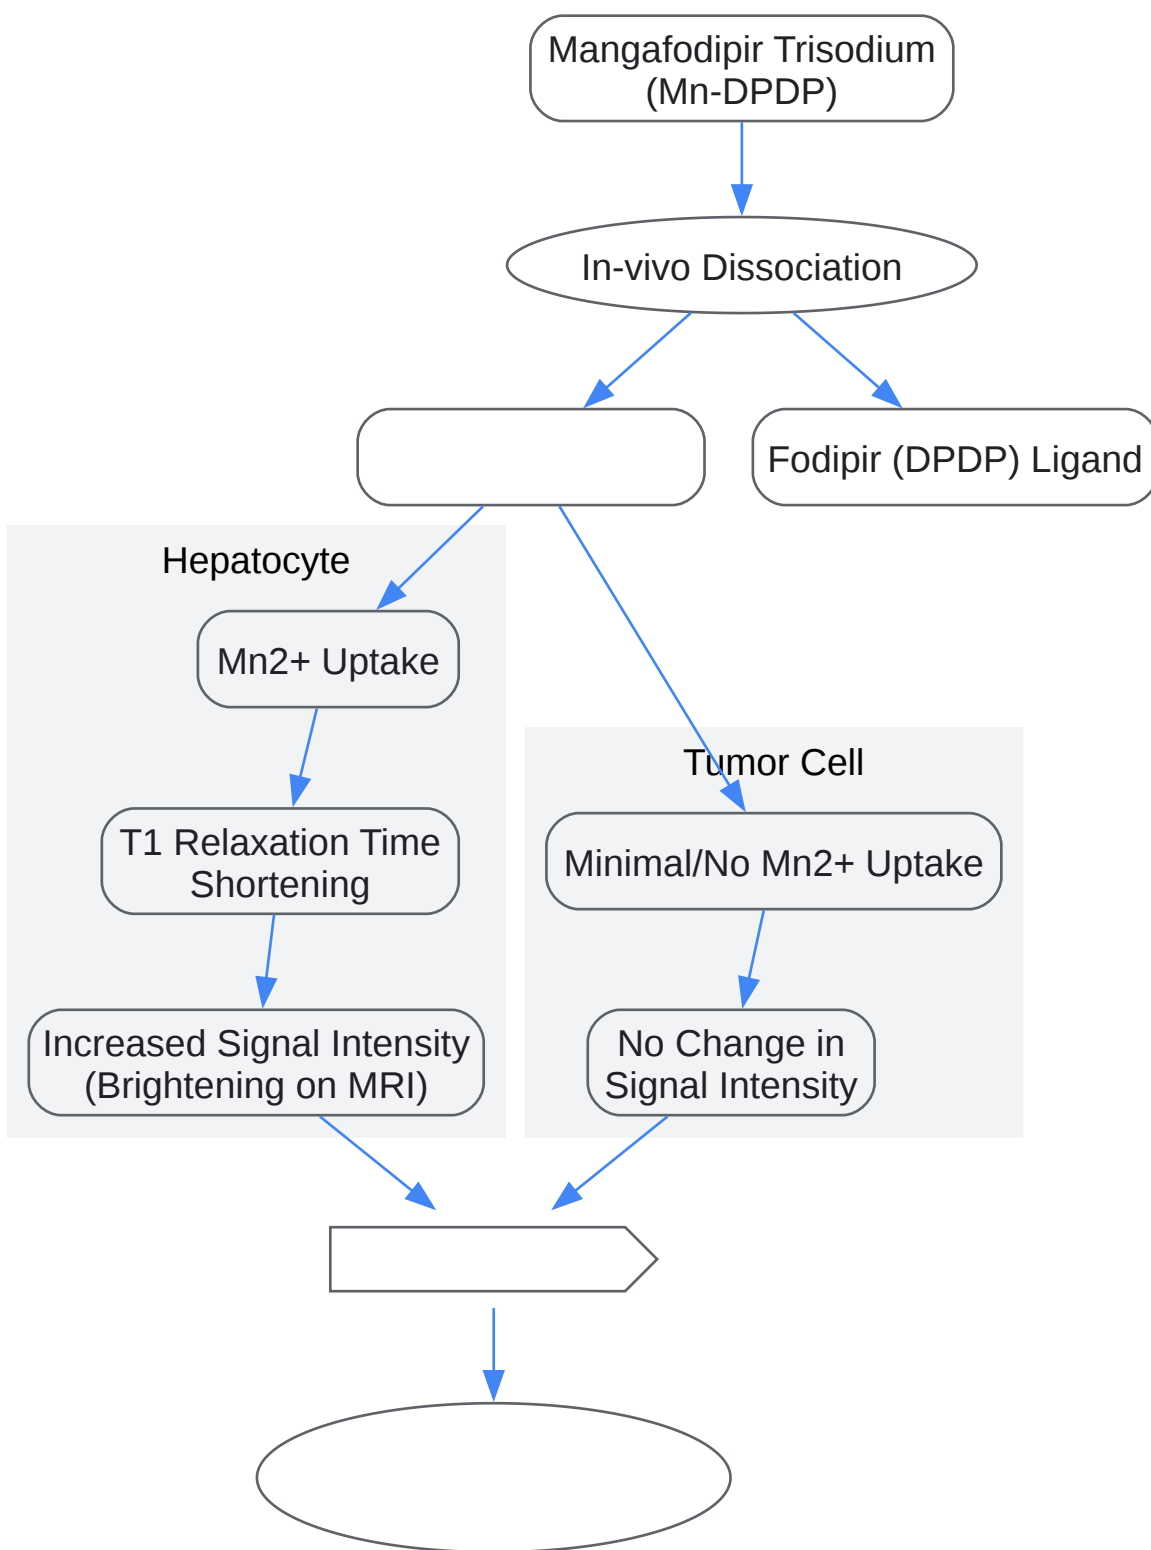 Mangafodipir Trisodium
(Mn-DPDP)
In-vivo Dissociation
Fodipir (DPDP) Ligand
Hepatocyte
Mn2+ Uptake
Tumor Cell
T1 Relaxation Time
Shortening
Minimal/No Mn2+ Uptake
Increased Signal Intensity
(Brightening on MRI)
No Change in
Signal Intensity